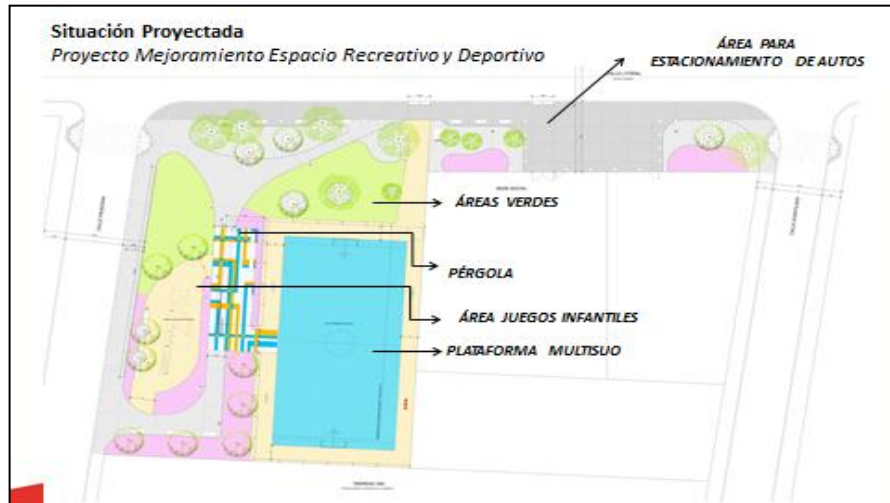 Situación Proyectada
Proyecto Mejoramiento Espacio Recreativo y Deportivo
ÁREA PARA
ESTACIONAMIENTO DE AUTOS
ÁREAS VERDES
PÉRGOLA
ÁREA JUEGOS INFANTILES
PLATAFORMA MULTISUO